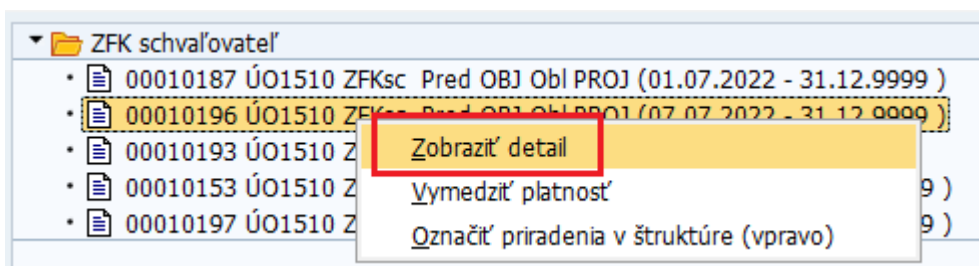 ZFK schvaľovateľ
00010187 ÚO1510 ZFKsc Pred OBJ Obl PROJ (01.07.2022 - 31.12.9999 )
00010196 ÚO1510 ZFKsc Pred OBJ Obl PROJ (07.07.2022 - 31.12.9999 )
00010193 ÚO1510 Z
Zobraziť detail
00010153 ÚO1510 Z
Vymedziť platnosť
9 )
00010197 ÚO1510 Z
Označiť priradenia v štruktúre (vpravo)
9 )